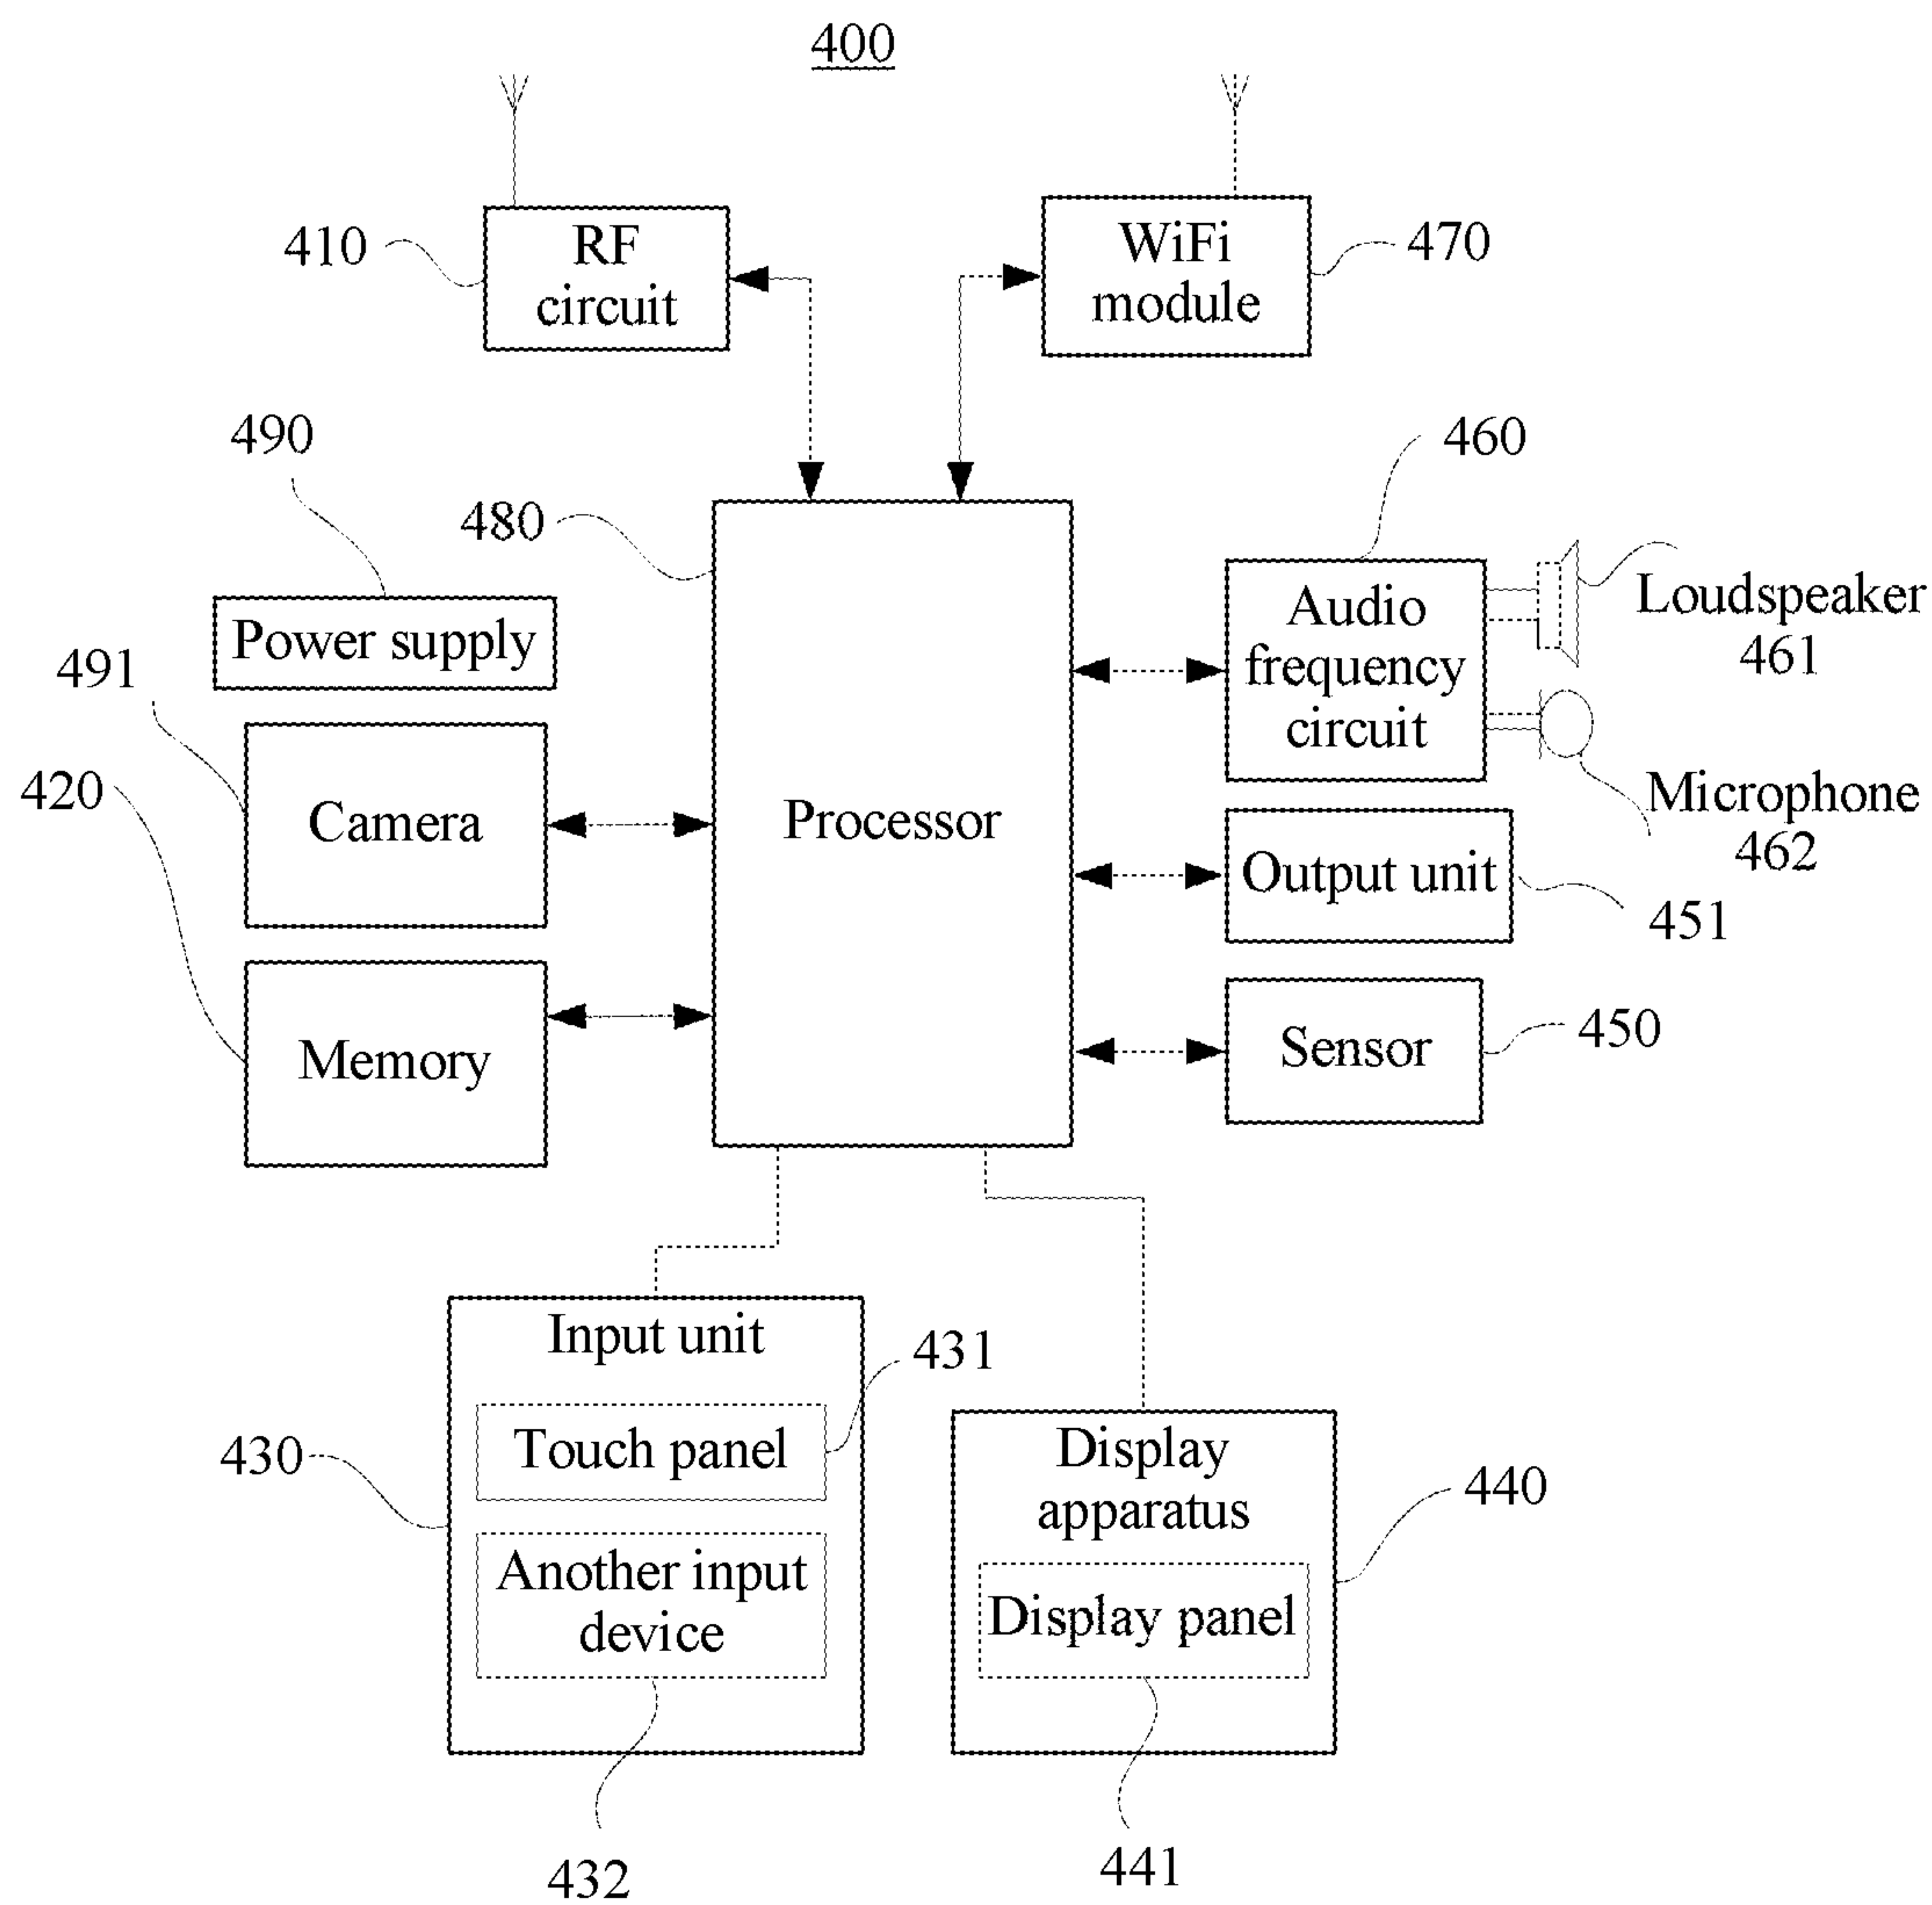 400
410
RF
circuit
WiFi
module
470
490
480
460
Power supply
491
Audio
frequency
circuit
Loudspeaker
461
420
Camera
Processor
Microphone
462
Output unit
451
Memory
Sensor
450
Input unit
431
Touch panel
430
Another input
device
432
Display
apparatus
440
Display panel
441